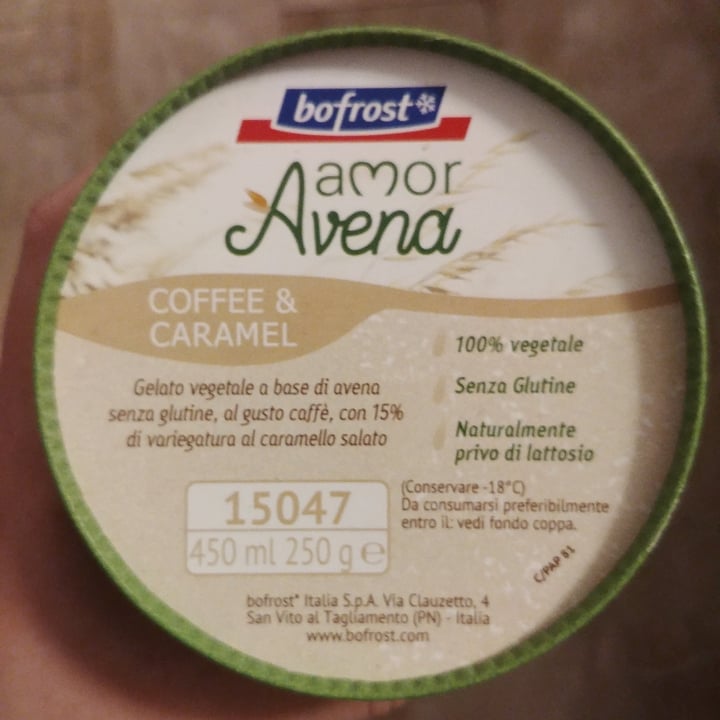 bofrost*
amor
Avena
COFFEE &
CARAMEL
Gelato vegetale a base di avena
senza glutine, al gusto caffè, con 15%
di variegatura al caramello salato
100% vegetale
Senza Glutine
Naturalmente
privo di lattosio
15047
450 ml 250 g ℮
(Conservare -18°C)
Da consumarsi preferibilmente
entro il: vedi fondo coppa.
C/PAP 81
bofrost* Italia S.p.A. Via Clauzetto, 4
San Vito al Tagliamento (PN) - Italia
www.bofrost.com